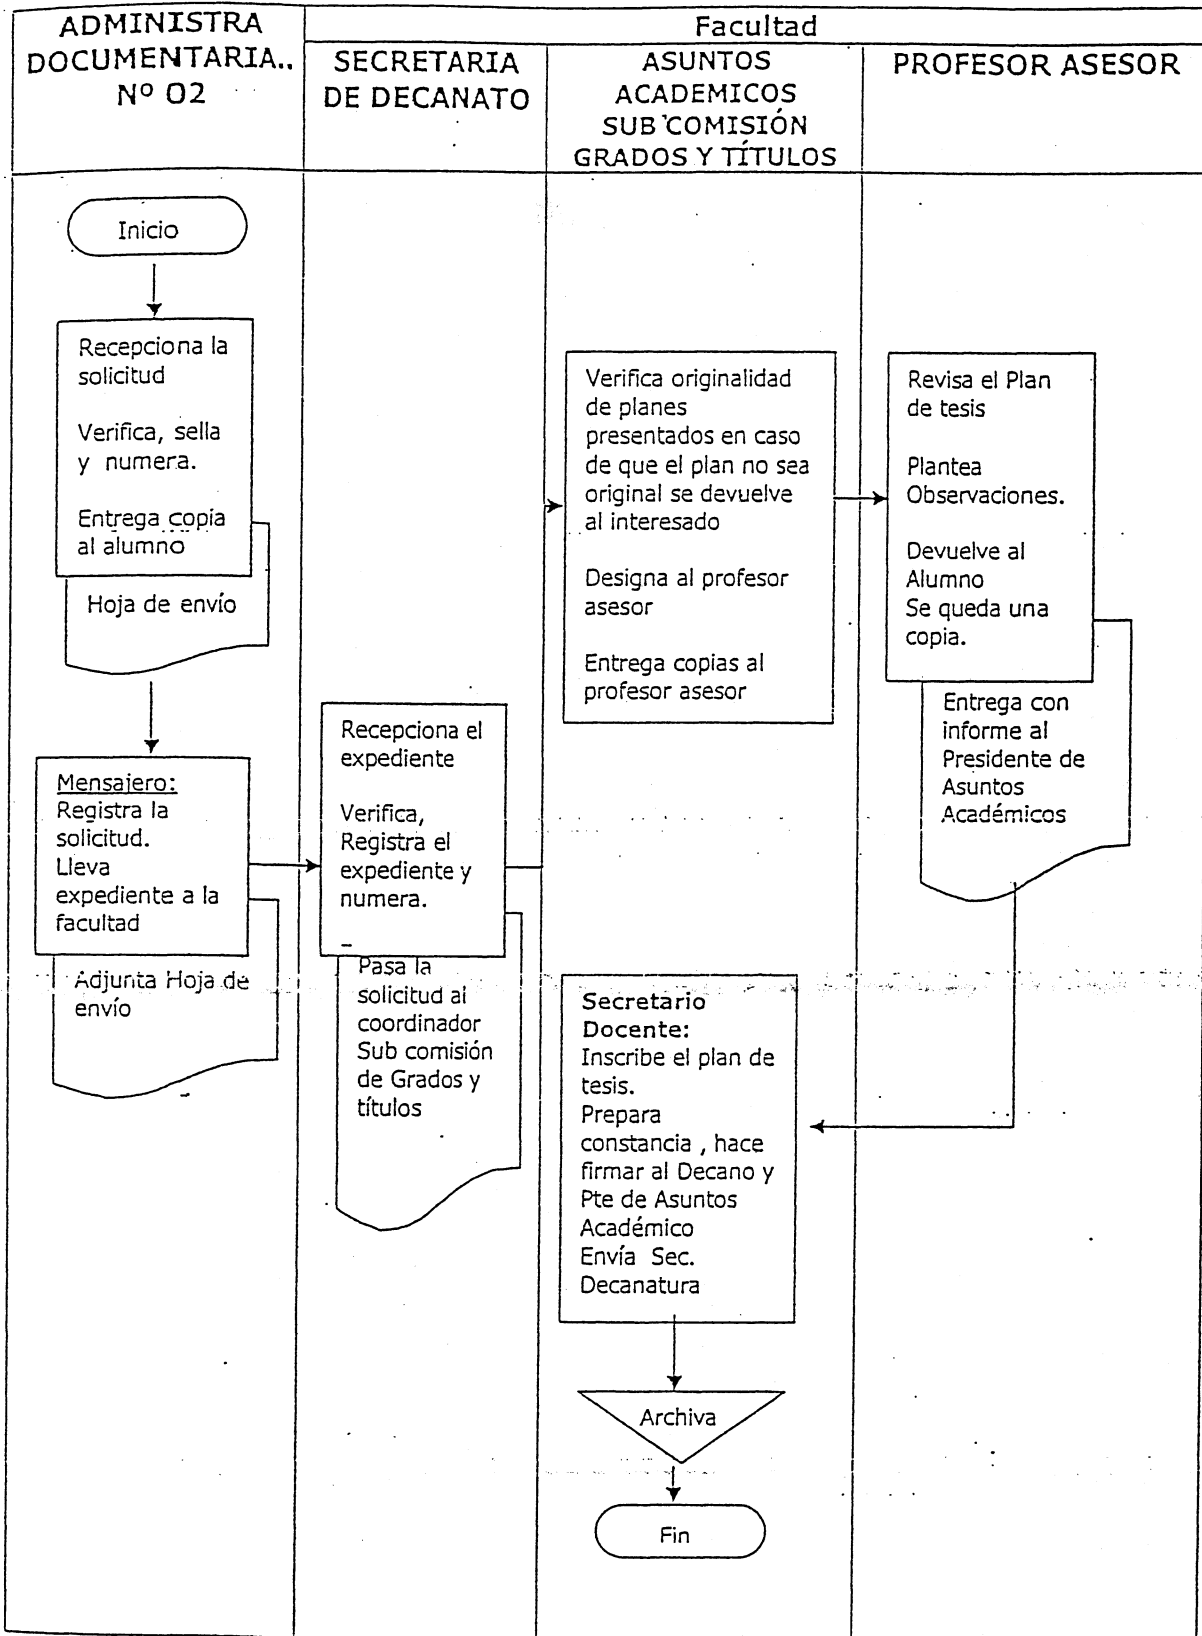 ADMINISTRA
DOCUMENTARIA..
Nº 02
Facultad
SECRETARIA
DE DECANATO
ASUNTOS
ACADEMICOS
SUB COMISIÓN
GRADOS Y TÍTULOS
PROFESOR ASESOR
Inicio
Recepciona la
solicitud
Verifica, sella
y numera.
Entrega copia
al alumno
Hoja de envío
Mensajero:
Registra la
solicitud.
Lleva
expediente a la
facultad
Adjunta Hoja de
envío
Recepciona el
expediente
Verifica,
Registra el
expediente y
numera.
–
Pasa la
solicitud al
coordinador
Sub comisión
de Grados y
títulos
Verifica originalidad
de planes
presentados en caso
de que el plan no sea
original se devuelve
al interesado
Designa al profesor
asesor
Entrega copias al
profesor asesor
Revisa el Plan
de tesis
Plantea
Observaciones.
Devuelve al
Alumno
Se queda una
copia.
Entrega con
informe al
Presidente de
Asuntos
Académicos
Secretario
Docente:
Inscribe el plan de
tesis.
Prepara
constancia , hace
firmar al Decano y
Pte de Asuntos
Académico
Envía Sec.
Decanatura
Archiva
Fin